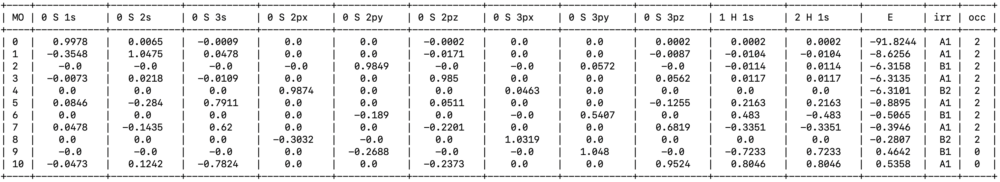 | MO | 0 S 1s | 0 S 2s | 0 S 3s | 0 S 2px | 0 S 2py | 0 S 2pz | 0 S 3px | 0 S 3py | 0 S 3pz | 1 H 1s | 2 H 1s | E | irr | occ |
| 0 | 0.9978 | 0.0065 | -0.0009 | 0.0 | 0.0 | -0.0002 | 0.0 | 0.0 | 0.0002 | 0.0002 | 0.0002 | -91.8244 | A1 | 2 |
| 1 | -0.3548 | 1.0475 | 0.0478 | 0.0 | 0.0 | -0.0171 | 0.0 | 0.0 | -0.0087 | -0.0104 | -0.0104 | -8.6256 | A1 | 2 |
| 2 | -0.0 | -0.0 | -0.0 | -0.0 | 0.9849 | -0.0 | -0.0 | 0.0572 | -0.0 | -0.0114 | 0.0114 | -6.3158 | B1 | 2 |
| 3 | -0.0073 | 0.0218 | -0.0109 | 0.0 | 0.0 | 0.985 | 0.0 | 0.0 | 0.0562 | 0.0117 | 0.0117 | -6.3135 | A1 | 2 |
| 4 | 0.0 | 0.0 | 0.0 | 0.9874 | 0.0 | 0.0 | 0.0463 | 0.0 | 0.0 | 0.0 | 0.0 | -6.3101 | B2 | 2 |
| 5 | 0.0846 | -0.284 | 0.7911 | 0.0 | 0.0 | 0.0511 | 0.0 | 0.0 | -0.1255 | 0.2163 | 0.2163 | -0.8895 | A1 | 2 |
| 6 | 0.0 | 0.0 | 0.0 | 0.0 | -0.189 | 0.0 | -0.0 | 0.5407 | 0.0 | 0.483 | -0.483 | -0.5065 | B1 | 2 |
| 7 | 0.0478 | -0.1435 | 0.62 | 0.0 | 0.0 | -0.2201 | 0.0 | 0.0 | 0.6819 | -0.3351 | -0.3351 | -0.3946 | A1 | 2 |
| 8 | 0.0 | 0.0 | 0.0 | -0.3032 | -0.0 | 0.0 | 1.0319 | 0.0 | 0.0 | 0.0 | 0.0 | -0.2807 | B2 | 2 |
| 9 | -0.0 | -0.0 | -0.0 | 0.0 | -0.2688 | -0.0 | -0.0 | 1.048 | -0.0 | -0.7233 | 0.7233 | 0.4642 | B1 | 0 |
| 10 | -0.0473 | 0.1242 | -0.7824 | 0.0 | 0.0 | -0.2373 | 0.0 | 0.0 | 0.9524 | 0.8046 | 0.8046 | 0.5358 | A1 | 0 |